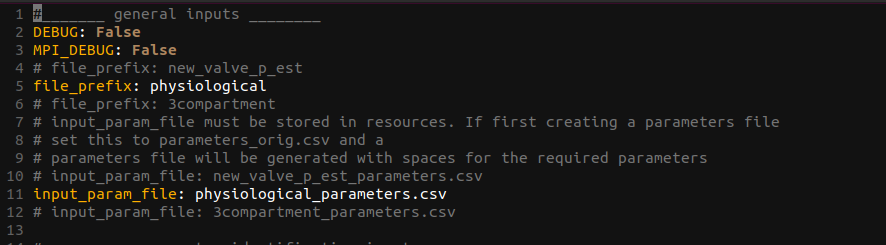 1 #_______ general inputs ________
2 DEBUG: False
3 MPI_DEBUG: False
4 # file_prefix: new_valve_p_est
5 file_prefix: physiological
6 # file_prefix: 3compartment
7 # input_param_file must be stored in resources. If first creating a parameters file
8 # set this to parameters_orig.csv and a
9 # parameters file will be generated with spaces for the required parameters
10 # input_param_file: new_valve_p_est_parameters.csv
11 input_param_file: physiological_parameters.csv
12 # input_param_file: 3compartment_parameters.csv
13